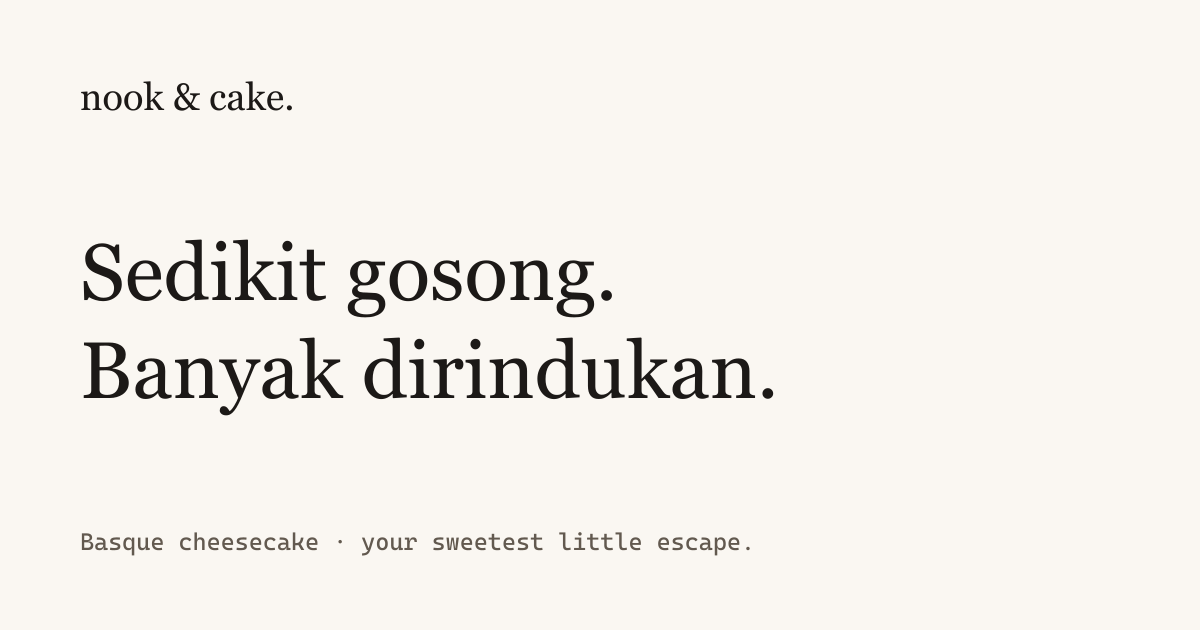 nook & cake.
Sedikit gosong.
Banyak dirindukan.
Basque cheesecake · your sweetest little escape.